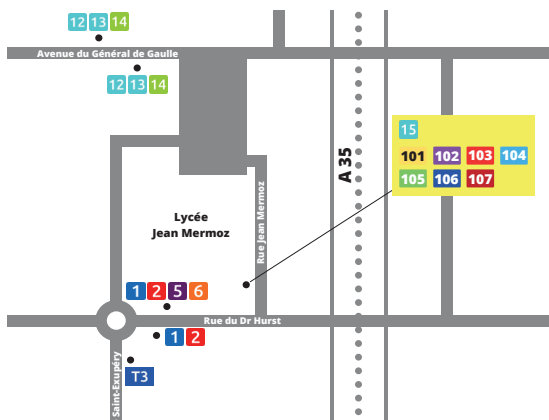 12 13 14
Avenue du Général de Gaulle
12 13 14
15
101 102 103 104
105 106 107
A 35
Lycée
Jean Mermoz
Rue Jean Mermoz
1 2 5 6
Rue du Dr Hurst
1 2
T3
Saint-Exupéry